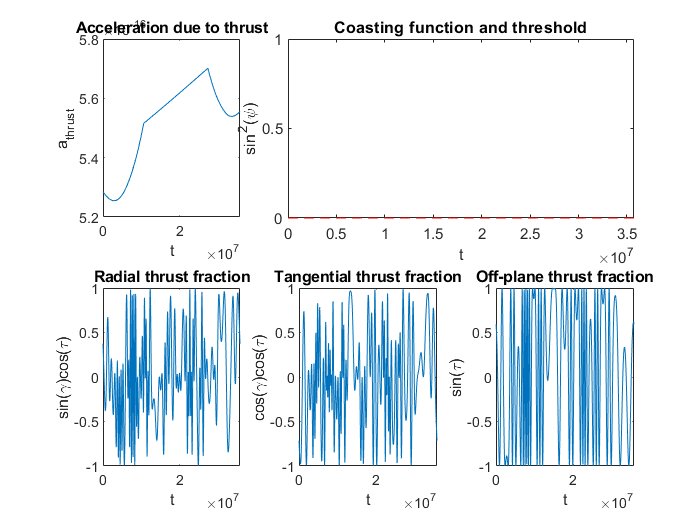 Acceleration due to thrust
Coasting function and threshold
5.8
5.6
5.4
5.2
a_thrust
0
2
t
×10^7
1
0.5
0
sin^2(ψ)
0
0.5
1
1.5
2
2.5
3
3.5
t
×10^7
Radial thrust fraction
Tangential thrust fraction
Off-plane thrust fraction
1
0.5
0
-0.5
-1
sin(γ)cos(τ)
0
2
t
×10^7
1
0.5
0
-0.5
-1
cos(γ)cos(τ)
0
2
t
×10^7
1
0.5
0
-0.5
-1
sin(τ)
0
2
t
×10^7